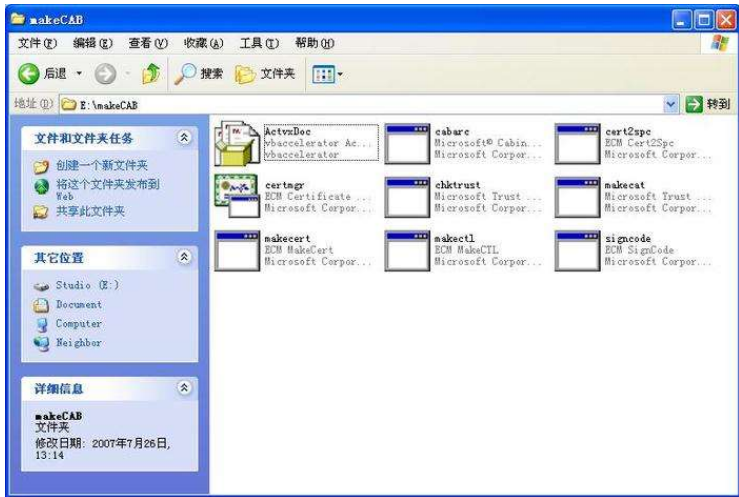 makeCAB
文件(F) 编辑(E) 查看(V) 收藏(A) 工具(T) 帮助(H)
后退 搜索 文件夹
地址(D) E:\makeCAB 转到
文件和文件夹任务
创建一个新文件夹
将这个文件夹发布到
Web
共享此文件夹
其它位置
Studio (E:)
Document
Computer
Neighbor
详细信息
makeCAB
文件夹
修改日期: 2007年7月26日,
13:14
ActvxDoc
vbaccelerator Ac...
vbaccelerator
cabarc
Microsoft® Cabin...
Microsoft Corpor...
cert2spc
ECM Cert2Spc
Microsoft Corpor...
certmgr
ECM Certificate ...
Microsoft Corpor...
chktrust
Microsoft Trust ...
Microsoft Corpor...
makecat
Microsoft Trust ...
Microsoft Corpor...
makecert
ECM MakeCert
Microsoft Corpor...
makectl
ECM MakeCTL
Microsoft Corpor...
signcode
ECM SignCode
Microsoft Corpor...